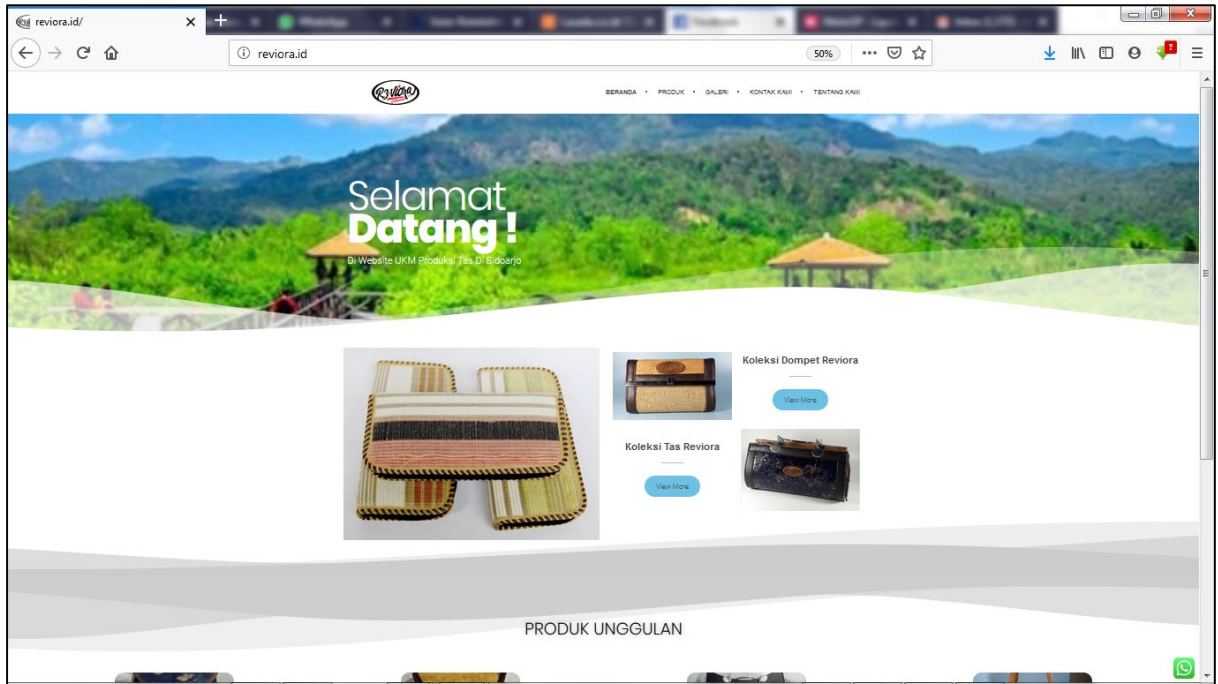 reviora.id/
reviora.id
50%
Reviora
BERANDA • PRODUK • GALERI • KONTAK KAMI • TENTANG KAMI
Selamat
Datang !
Di Website UKM Produksi Tas Di Sidoarjo
Koleksi Dompet Reviora
View More
Koleksi Tas Reviora
View More
PRODUK UNGGULAN